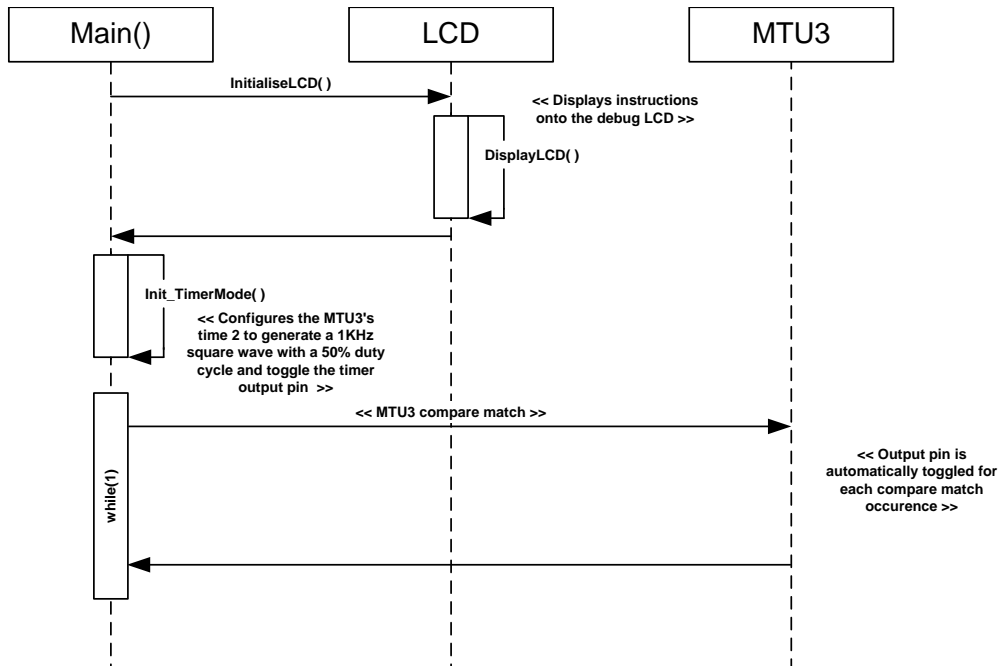 Main()
LCD
MTU3
InitialiseLCD( )
<< Displays instructions
onto the debug LCD >>
DisplayLCD( )
Init_TimerMode( )
<< Configures the MTU3's
time 2 to generate a 1KHz
square wave with a 50% duty
cycle and toggle the timer
output pin >>
<< MTU3 compare match >>
while(1)
<< Output pin is
automatically toggled for
each compare match
occurence >>